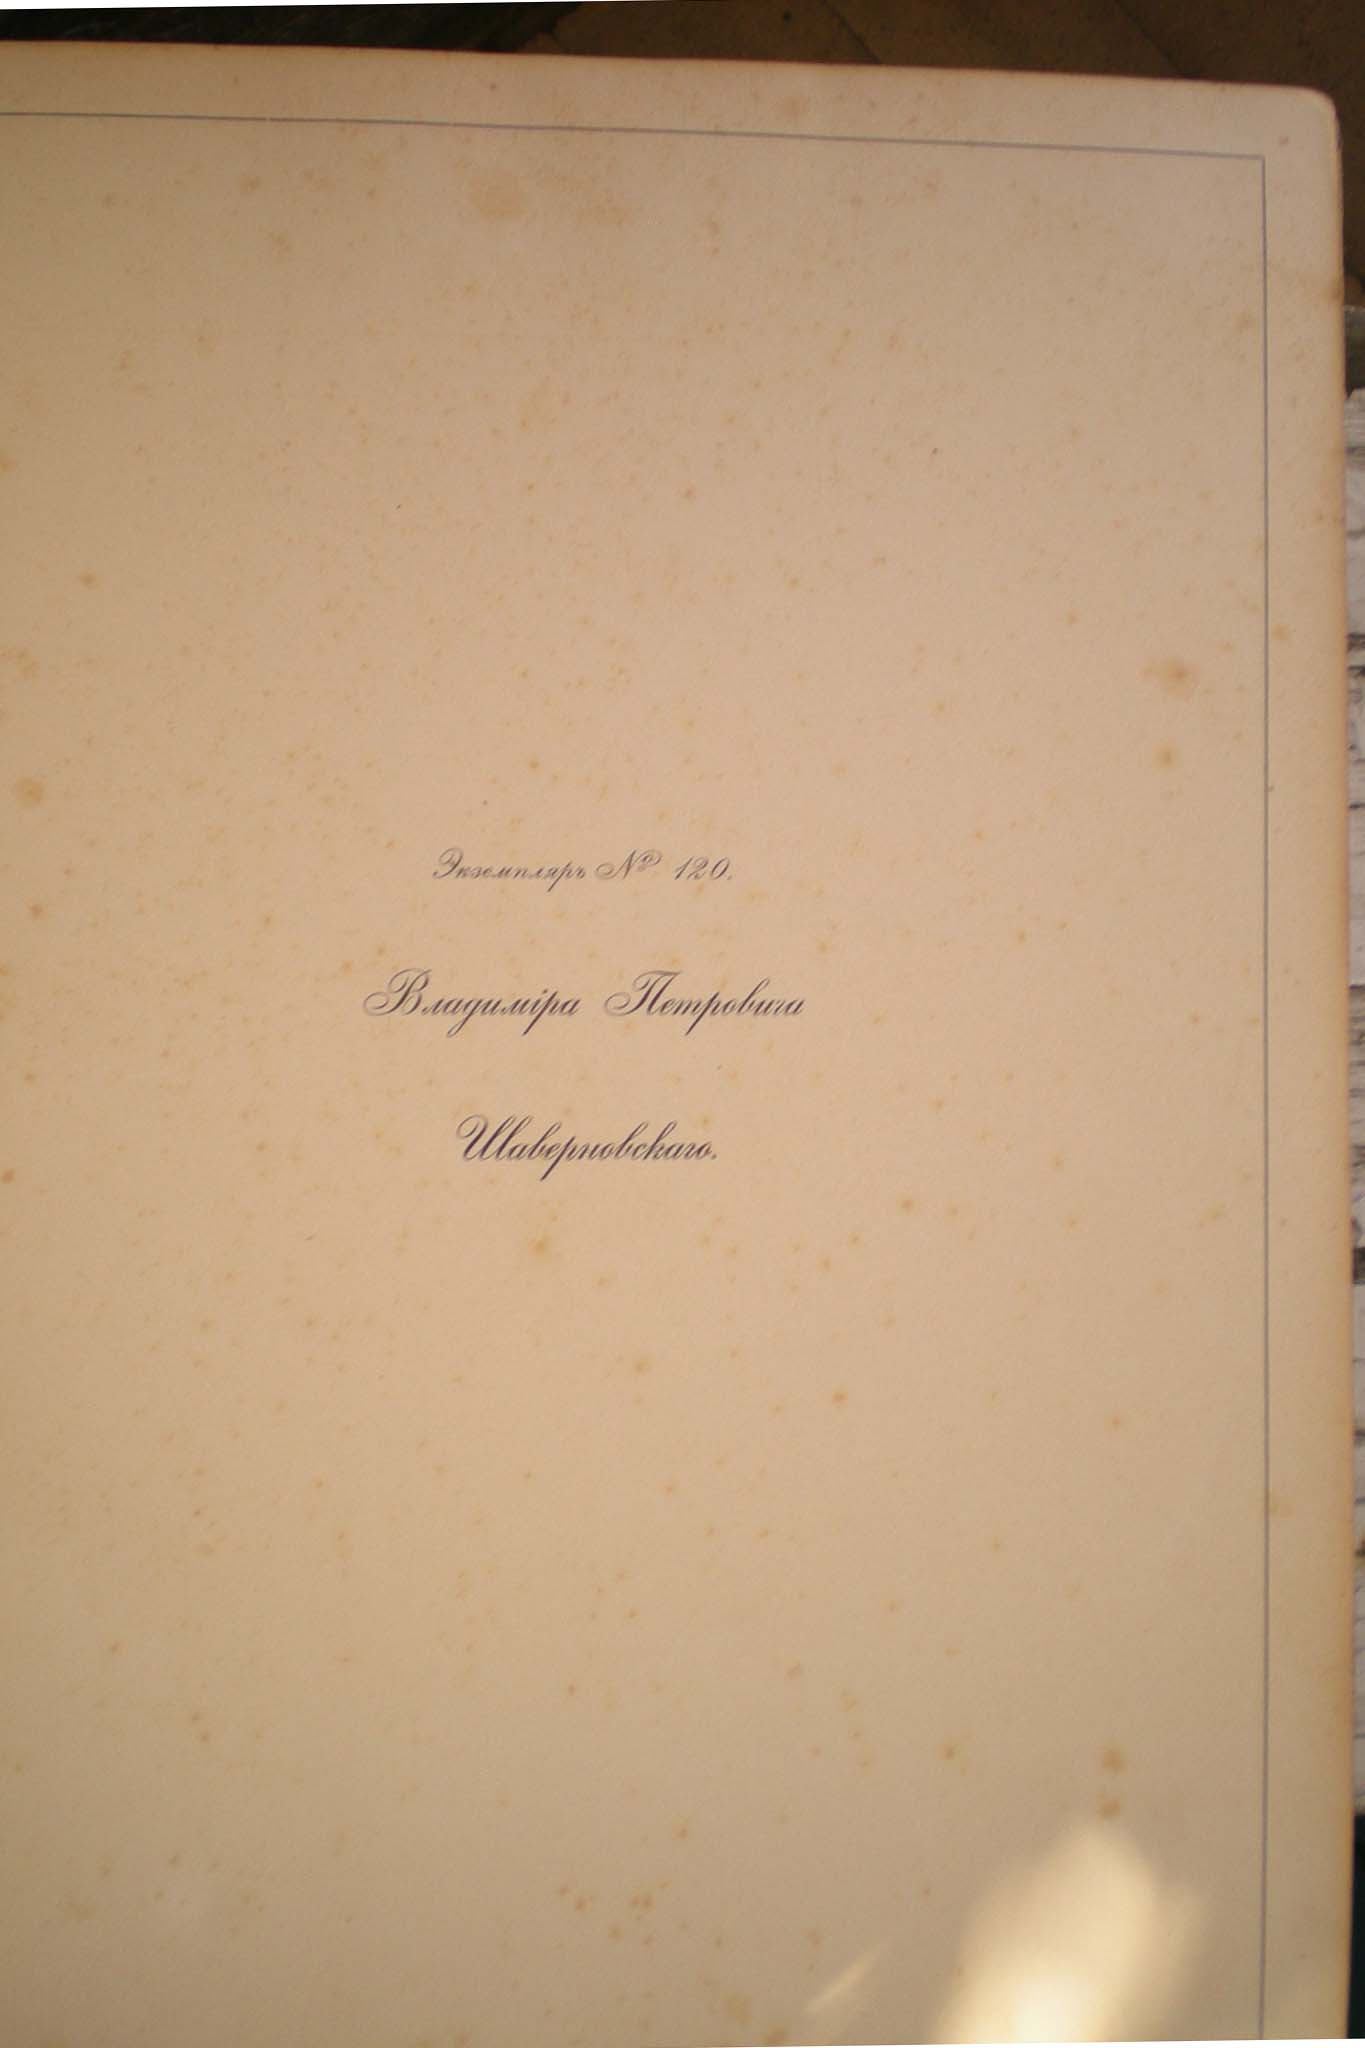 Экземпляръ № 120.
Владиміра Петровича
Шаверновскаго.